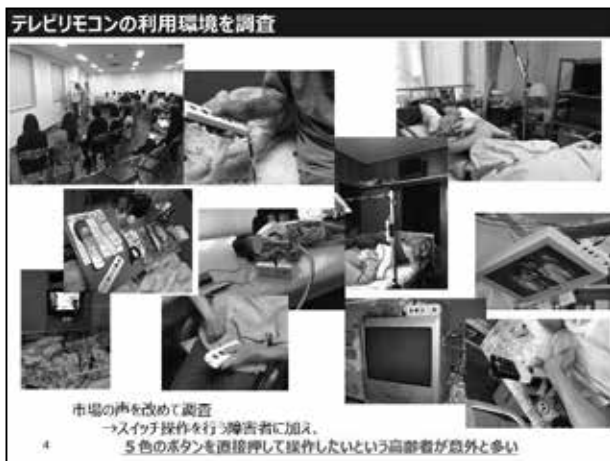 テレビリモコンの利用環境を調査
市場の声を改めて調査
→スイッチ操作を行う障害者に加え、
５色のボタンを直接押して操作したいという高齢者が意外と多い
4